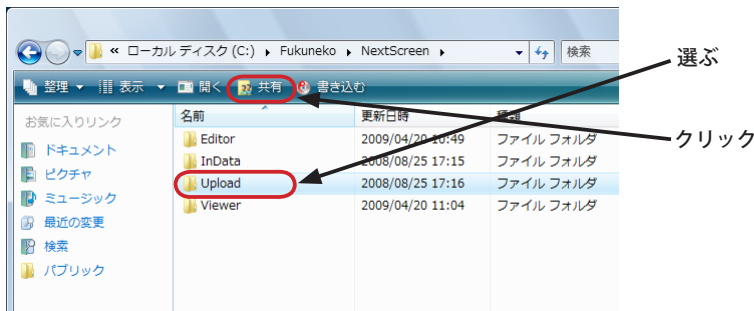 « ローカル ディスク (C:) ▸ Fukuneko ▸ NextScreen ▸ 検索
選ぶ
整理 ▼ 表示 ▼ 開く 共有 書き込む
お気に入りリンク
名前 更新日時 種類
クリック
Editor 2009/04/20 10:49 ファイル フォルダ
ドキュメント
InData 2008/08/25 17:15 ファイル フォルダ
ピクチャ
Upload 2008/08/25 17:16 ファイル フォルダ
ミュージック
Viewer 2009/04/20 11:04 ファイル フォルダ
最近の変更
検索
パブリック